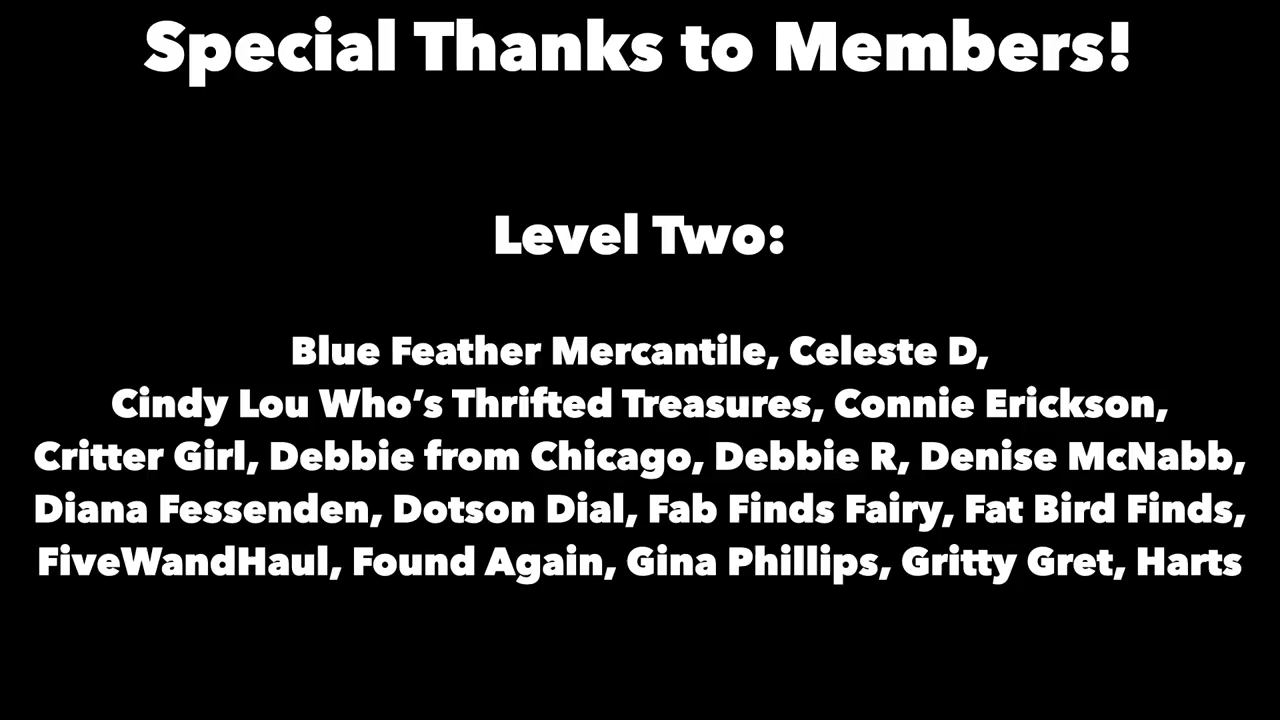 Special Thanks to Members!
Level Two:
Blue Feather Mercantile, Celeste D,
Cindy Lou Who’s Thrifted Treasures, Connie Erickson,
Critter Girl, Debbie from Chicago, Debbie R, Denise McNabb,
Diana Fessenden, Dotson Dial, Fab Finds Fairy, Fat Bird Finds,
FiveWandHaul, Found Again, Gina Phillips, Gritty Gret, Harts